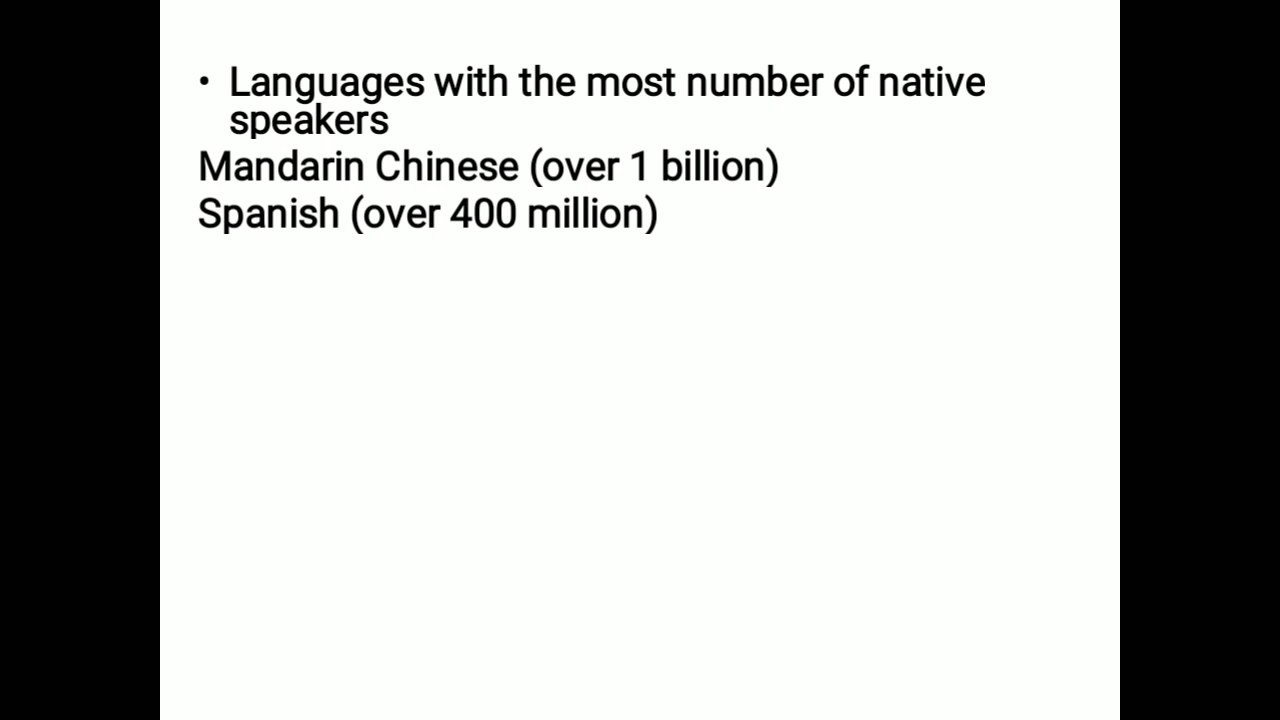 • Languages with the most number of native
speakers
Mandarin Chinese (over 1 billion)
Spanish (over 400 million)